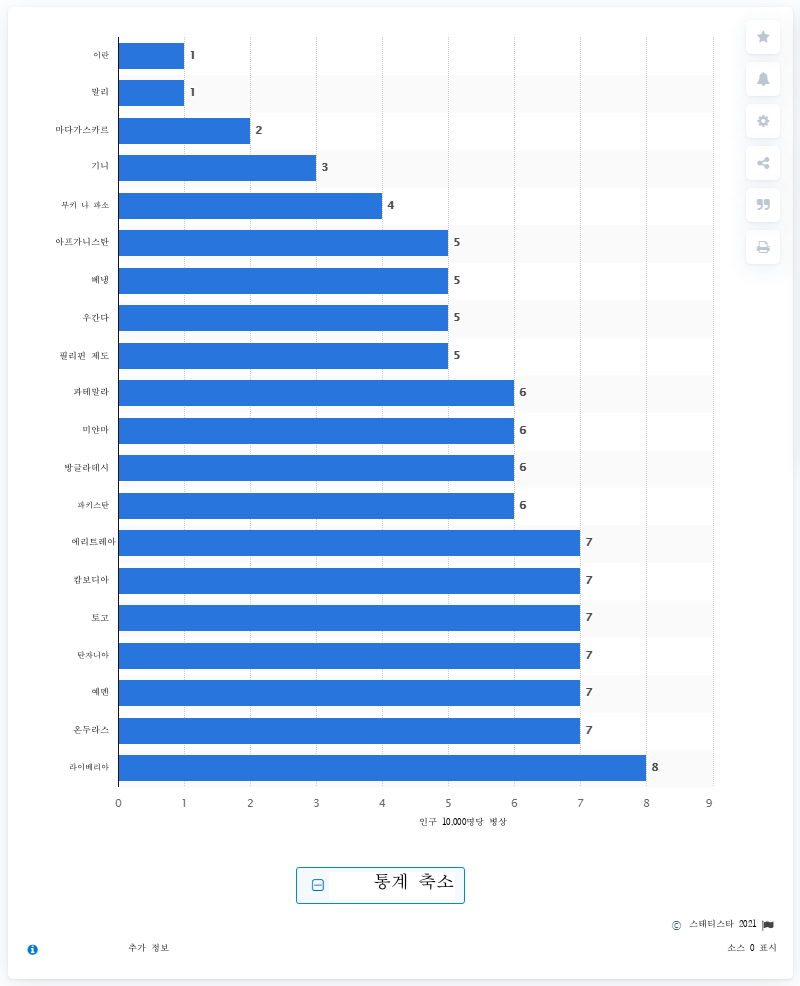 이란 1
말리 1
마다가스카르 2
기니 3
부키 나 파소 4
아프가니스탄 5
베냉 5
우간다 5
필리핀 제도 5
과테말라 6
미얀마 6
방글라데시 6
파키스탄 6
에리트레아 7
캄보디아 7
토고 7
탄자니아 7
예멘 7
온두라스 7
라이베리아 8
0 1 2 3 4 5 6 7 8 9
인구 10,000명당 병상
통계 축소
© 스태티스타 2021
추가 정보
소스 0 표시